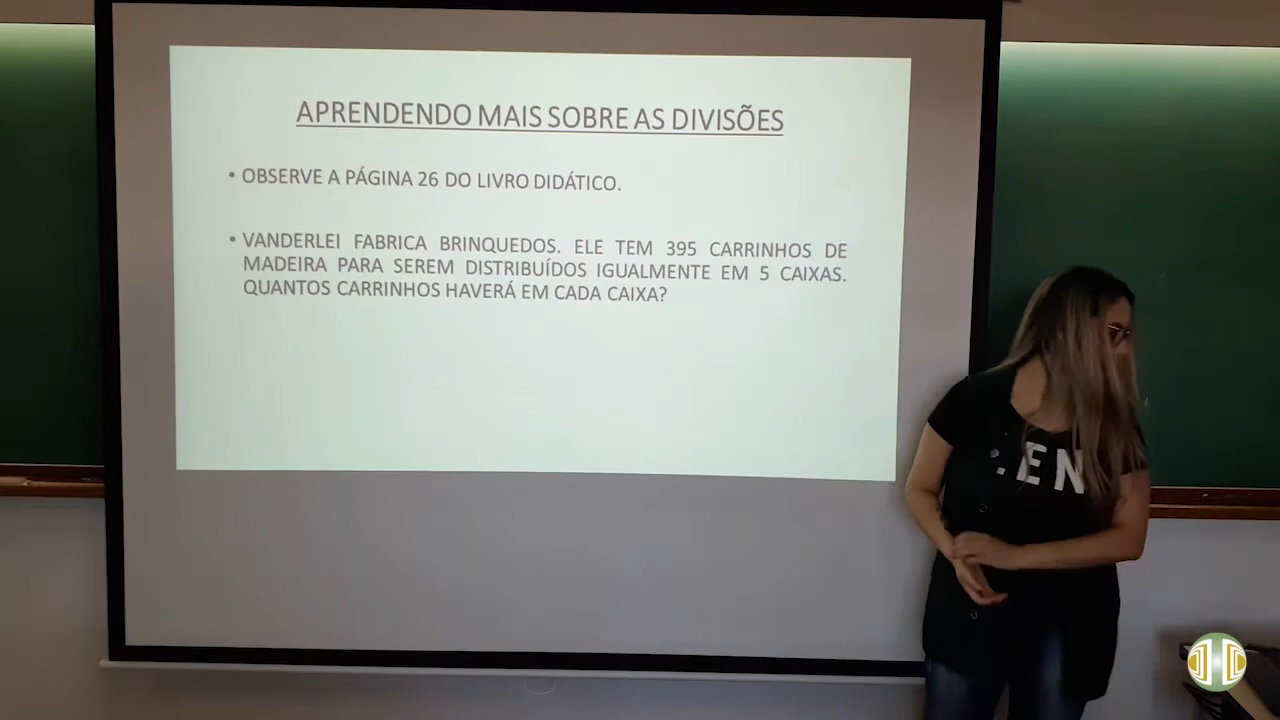 APRENDENDO MAIS SOBRE AS DIVISÕES
• OBSERVE A PÁGINA 26 DO LIVRO DIDÁTICO.
• VANDERLEI FABRICA BRINQUEDOS. ELE TEM 395 CARRINHOS DE
MADEIRA PARA SEREM DISTRIBUÍDOS IGUALMENTE EM 5 CAIXAS.
QUANTOS CARRINHOS HAVERÁ EM CADA CAIXA?